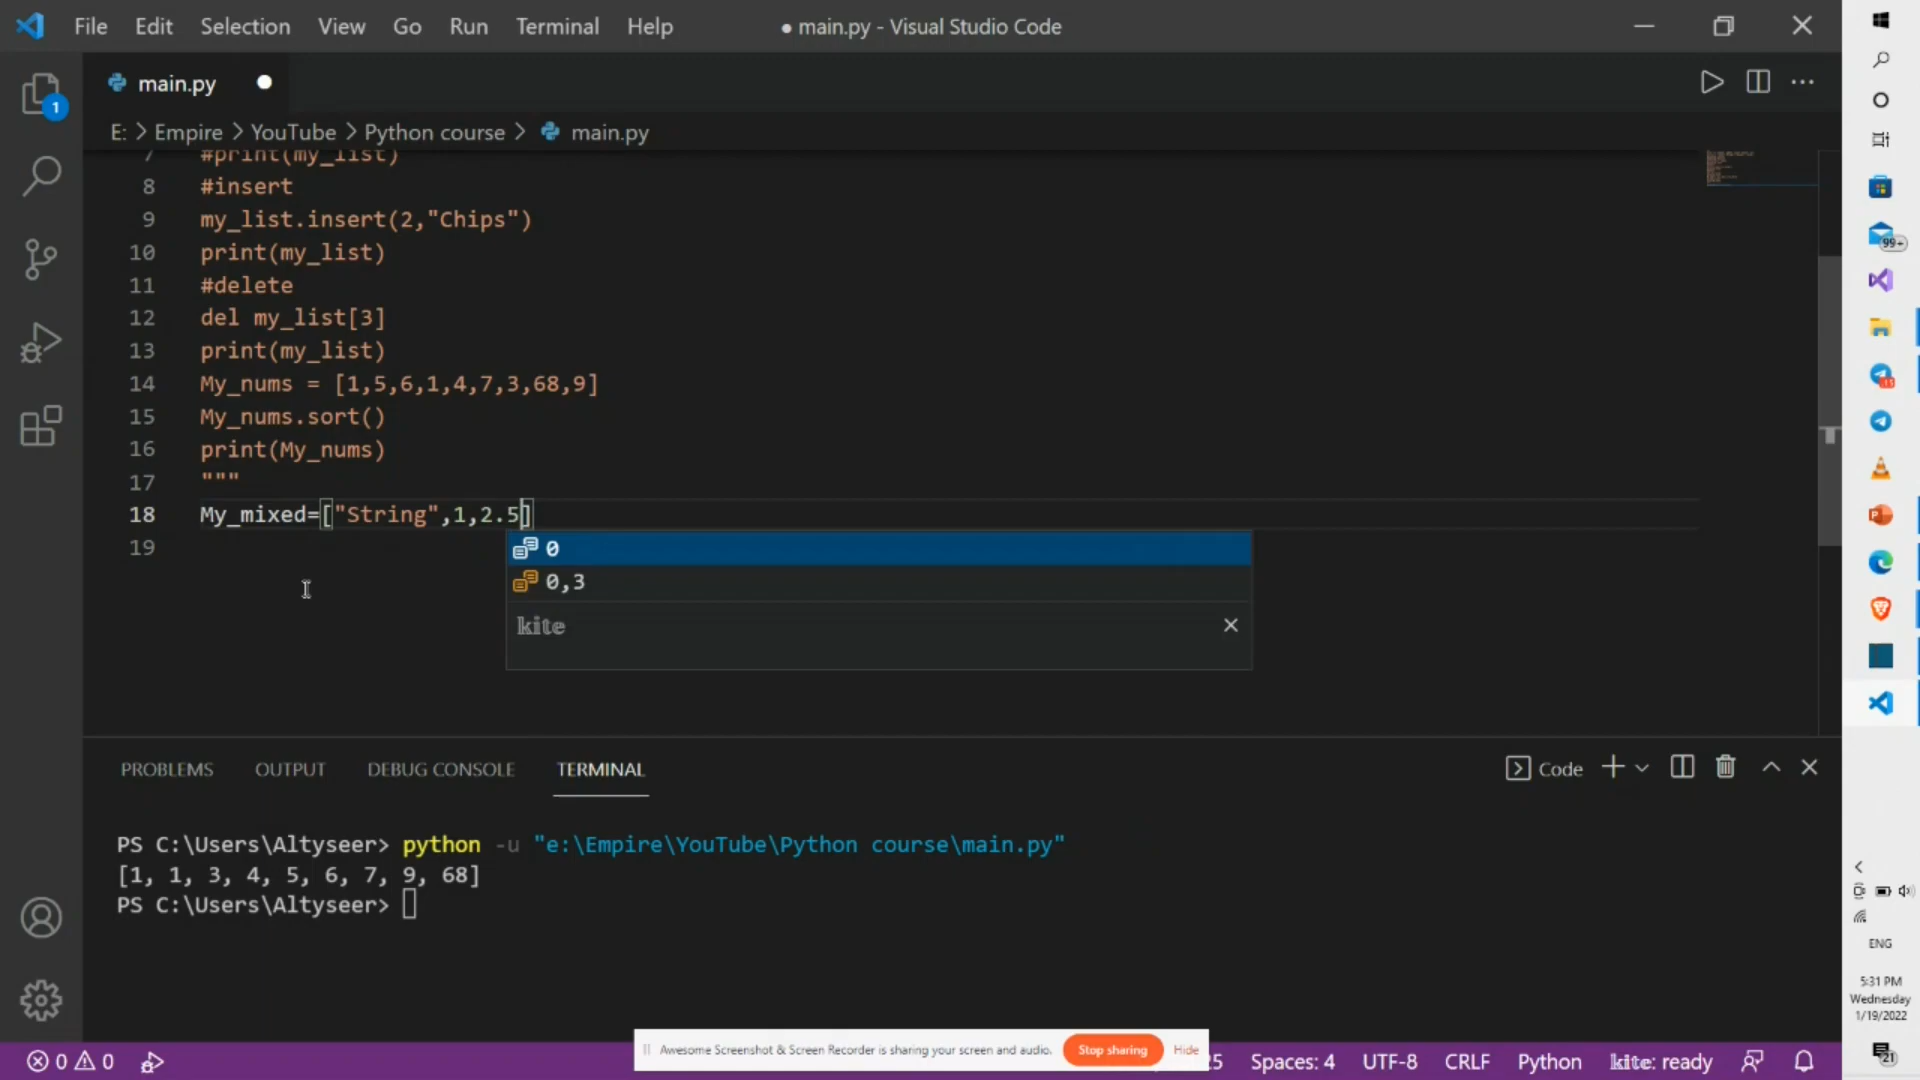 File Edit Selection View Go Run Terminal Help ● main.py - Visual Studio Code
main.py
1
E: > Empire > YouTube > Python course > main.py
7 #print(my_list)
8 #insert
9 my_list.insert(2,"Chips")
10 print(my_list)
11 #delete
12 del my_list[3]
13 print(my_list)
14 My_nums = [1,5,6,1,4,7,3,68,9]
15 My_nums.sort()
16 print(My_nums)
17 """
18 My_mixed=["String",1,2.5]
19
0
0,3
kite
PROBLEMS OUTPUT DEBUG CONSOLE TERMINAL Code
PS C:\Users\Altyseer> python -u "e:\Empire\YouTube\Python course\main.py"
[1, 1, 3, 4, 5, 6, 7, 9, 68]
PS C:\Users\Altyseer>
Awesome Screenshot & Screen Recorder is sharing your screen and audio. Stop sharing Hide
0 0 Spaces: 4 UTF-8 CRLF Python kite: ready
99+
ENG
5:31 PM
Wednesday
1/19/2022
21